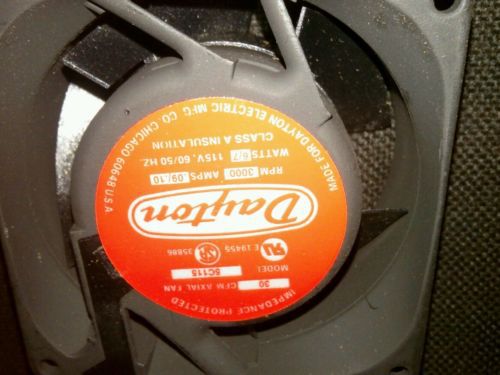 IMPEDANCE PROTECTED
30 CFM AXIAL FAN
MODEL 5C115
E 19455 35886
Dayton
RPM 3000 AMPS .09/.10
WATTS 6/7 115V. 60/50 HZ
CLASS A INSULATION
MADE FOR DAYTON ELECTRIC MFG. CO. CHICAGO 60648 U.S.A